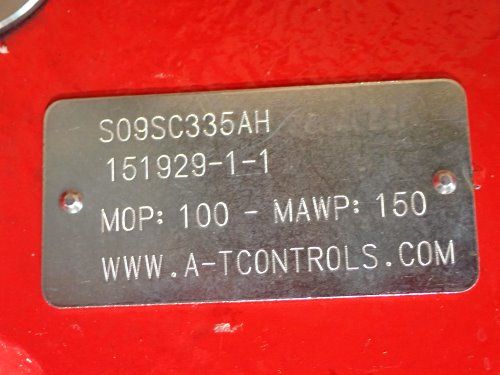 S09SC335AH
151929-1-1
MOP: 100 - MAWP: 150
WWW.A-TCONTROLS.COM